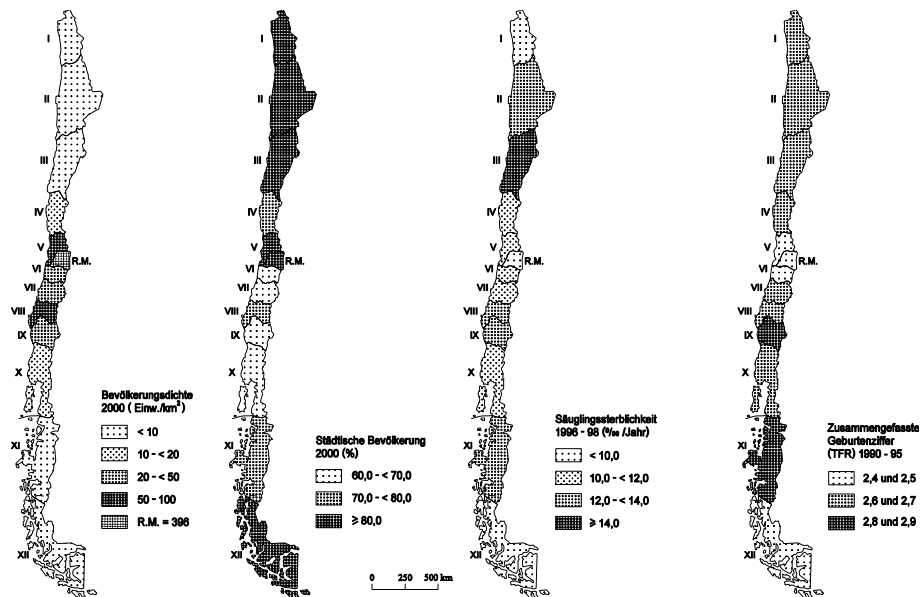 I
II
III
IV
V
R.M.
VI
VII
VIII
IX
X
XI
XII
Bevölkerungsdichte
2000 ( Einw./km²)
< 10
10 - < 20
20 - < 50
50 - 100
R.M. = 396
I
II
III
IV
V
R.M.
VI
VII
VIII
IX
X
XI
XII
Städtische Bevölkerung
2000 (%)
60,0 - < 70,0
70,0 - < 80,0
≥ 80,0
0 250 500 km
I
II
III
IV
V
R.M.
VI
VII
VIII
IX
X
XI
XII
Säuglingssterblichkeit
1996 - 98 (‰ /Jahr)
< 10,0
10,0 - < 12,0
12,0 - < 14,0
≥ 14,0
I
II
III
IV
V
R.M.
VI
VII
VIII
IX
X
XI
XII
Zusammengefasste
Geburtenziffer
(TFR) 1990 - 95
2,4 und 2,5
2,6 und 2,7
2,8 und 2,9